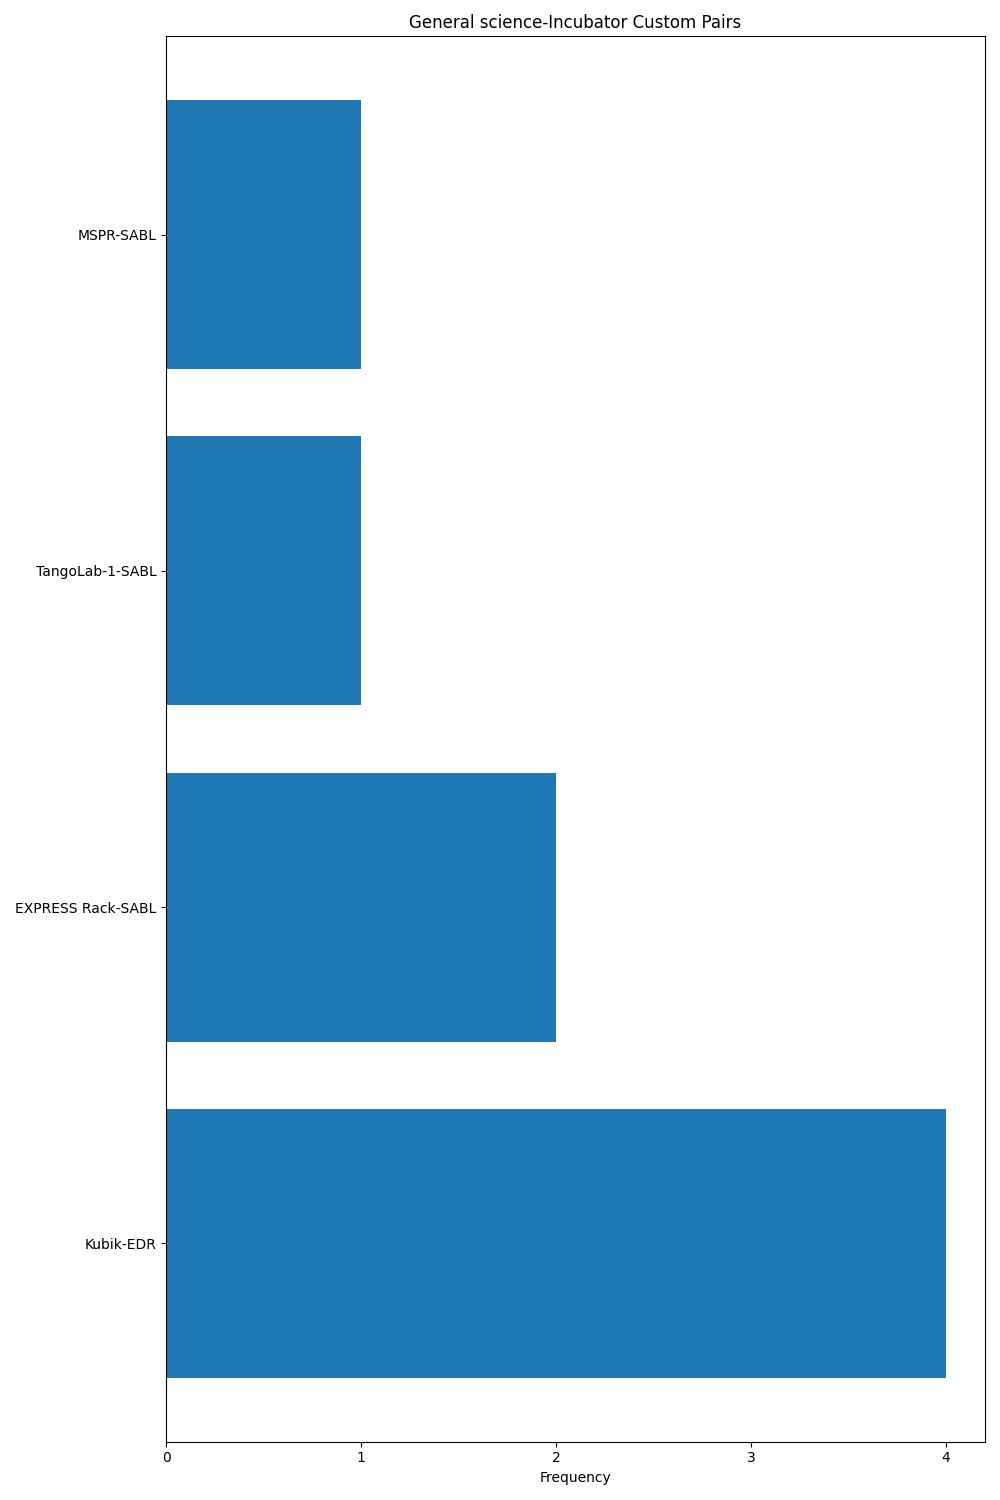 General science-Incubator Custom Pairs
MSPR-SABL
TangoLab-1-SABL
EXPRESS Rack-SABL
Kubik-EDR
0 1 2 3 4
Frequency